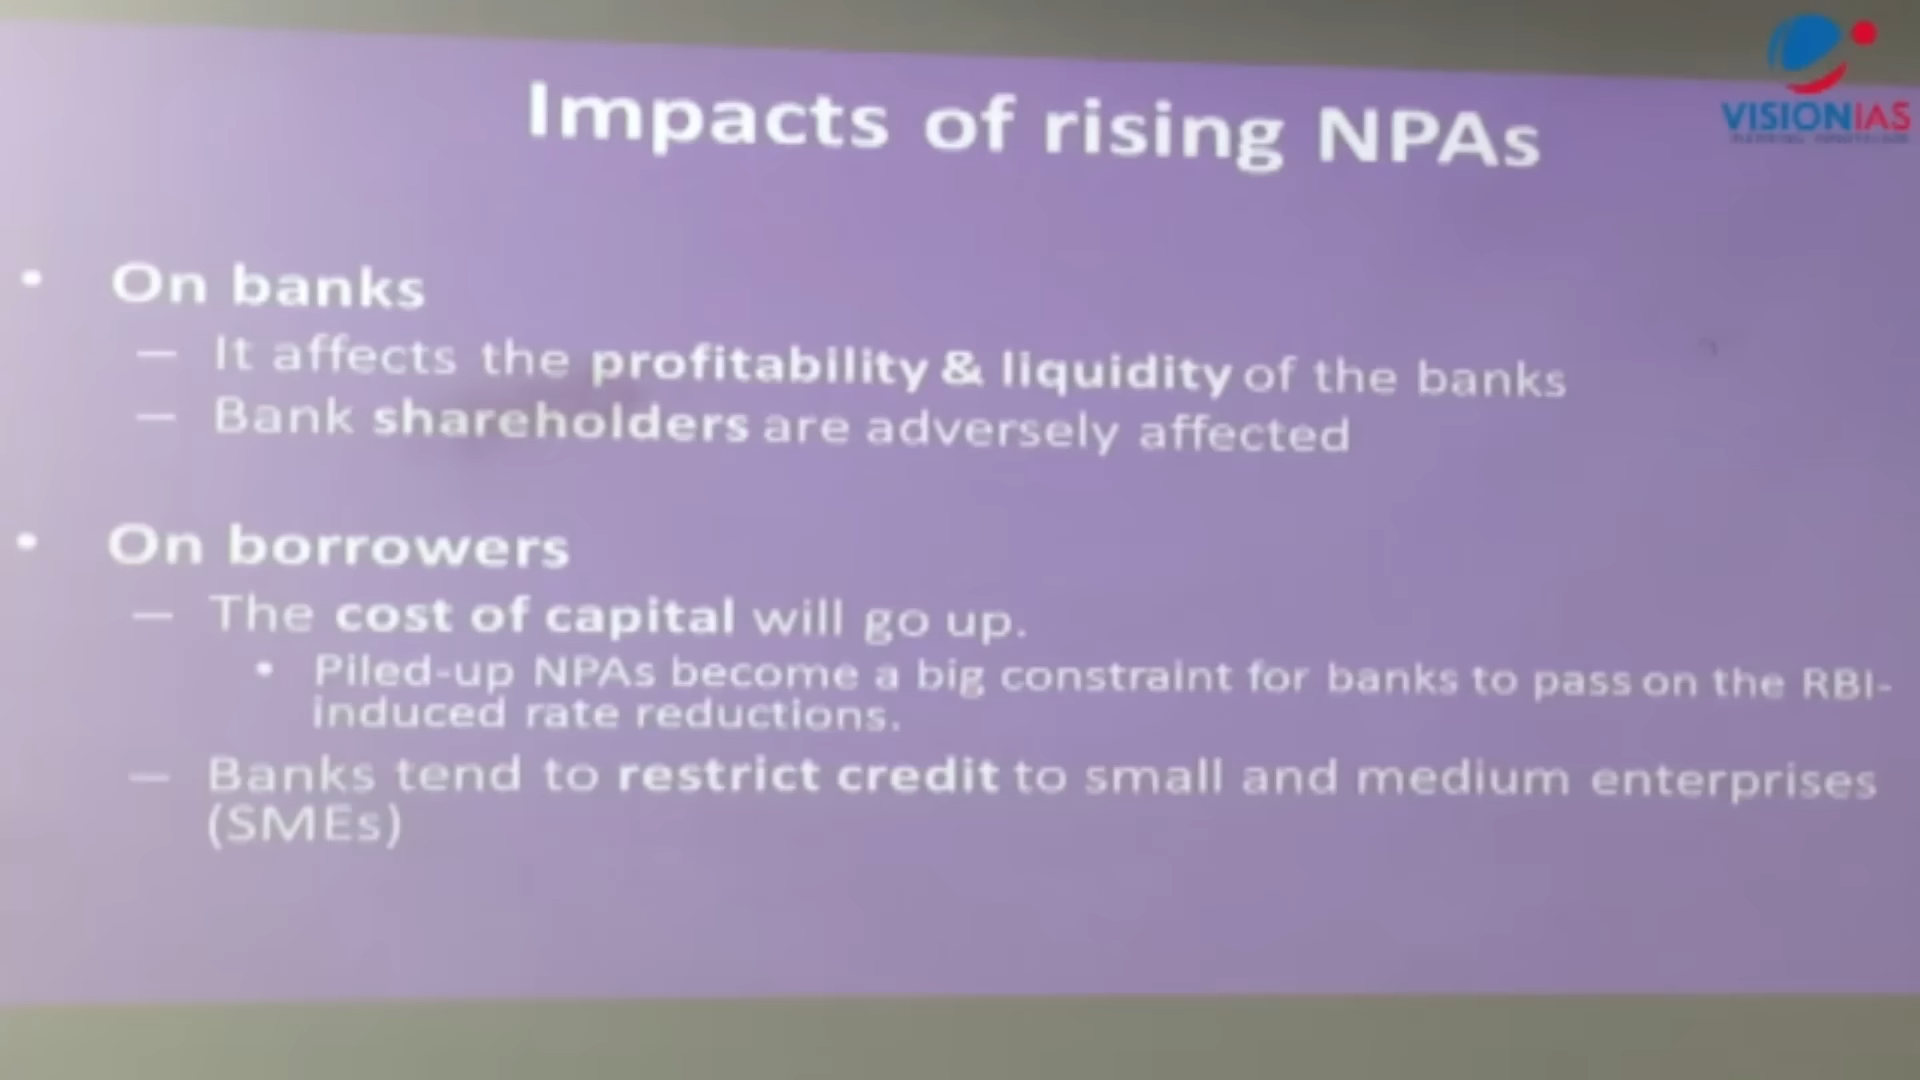 VISIONIAS
Impacts of rising NPAs
• On banks
— It affects the profitability & liquidity of the banks
— Bank shareholders are adversely affected
• On borrowers
— The cost of capital will go up.
• Piled-up NPAs become a big constraint for banks to pass on the RBI-
induced rate reductions.
— Banks tend to restrict credit to small and medium enterprises
(SMEs)